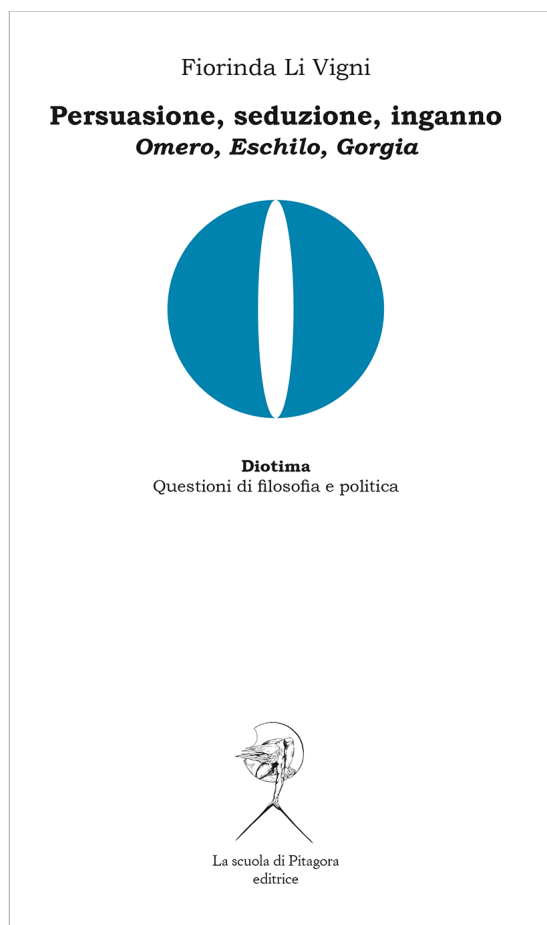 Fiorinda Li Vigni
Persuasione, seduzione, inganno
Omero, Eschilo, Gorgia
Diotima
Questioni di filosofia e politica
La scuola di Pitagora
editrice